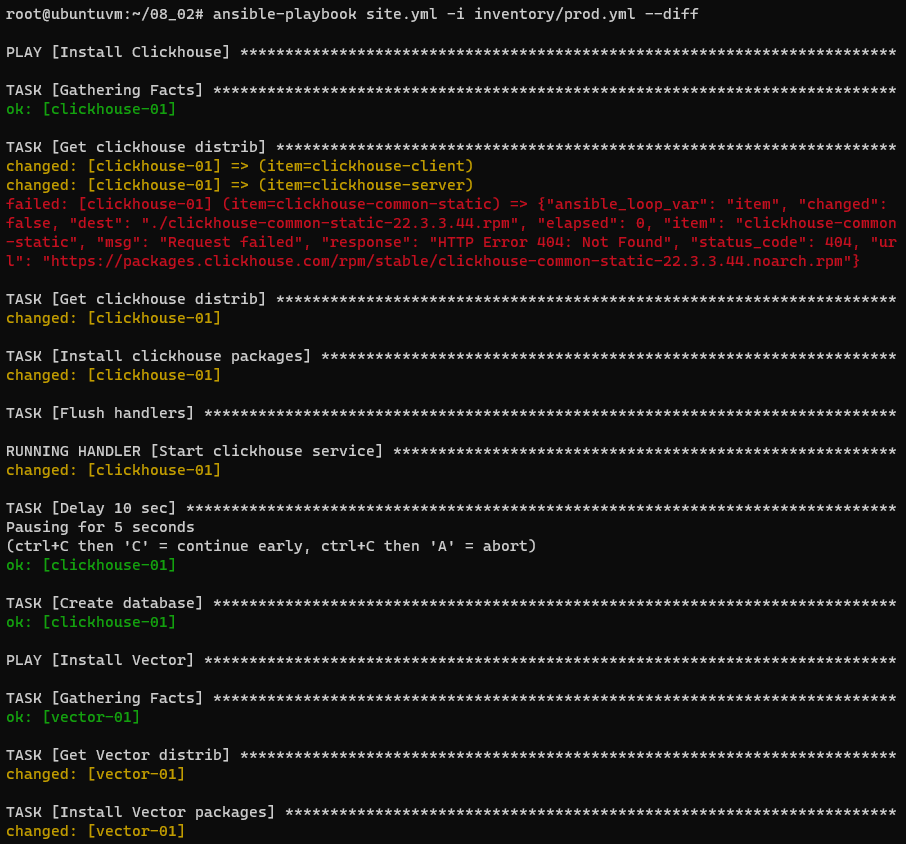 root@ubuntuvm:~/08_02# ansible-playbook site.yml -i inventory/prod.yml --diff
PLAY [Install Clickhouse] *************************************************************************
TASK [Gathering Facts] ****************************************************************************
ok: [clickhouse-01]
TASK [Get clickhouse distrib] *********************************************************************
changed: [clickhouse-01] => (item=clickhouse-client)
changed: [clickhouse-01] => (item=clickhouse-server)
failed: [clickhouse-01] (item=clickhouse-common-static) => {"ansible_loop_var": "item", "changed":
false, "dest": "./clickhouse-common-static-22.3.3.44.rpm", "elapsed": 0, "item": "clickhouse-common
-static", "msg": "Request failed", "response": "HTTP Error 404: Not Found", "status_code": 404, "ur
l": "https://packages.clickhouse.com/rpm/stable/clickhouse-common-static-22.3.3.44.noarch.rpm"}
TASK [Get clickhouse distrib] *********************************************************************
changed: [clickhouse-01]
TASK [Install clickhouse packages] ****************************************************************
changed: [clickhouse-01]
TASK [Flush handlers] *****************************************************************************
RUNNING HANDLER [Start clickhouse service] ********************************************************
changed: [clickhouse-01]
TASK [Delay 10 sec] *******************************************************************************
Pausing for 5 seconds
(ctrl+C then 'C' = continue early, ctrl+C then 'A' = abort)
ok: [clickhouse-01]
TASK [Create database] ****************************************************************************
ok: [clickhouse-01]
PLAY [Install Vector] *****************************************************************************
TASK [Gathering Facts] ****************************************************************************
ok: [vector-01]
TASK [Get Vector distrib] *************************************************************************
changed: [vector-01]
TASK [Install Vector packages] ********************************************************************
changed: [vector-01]